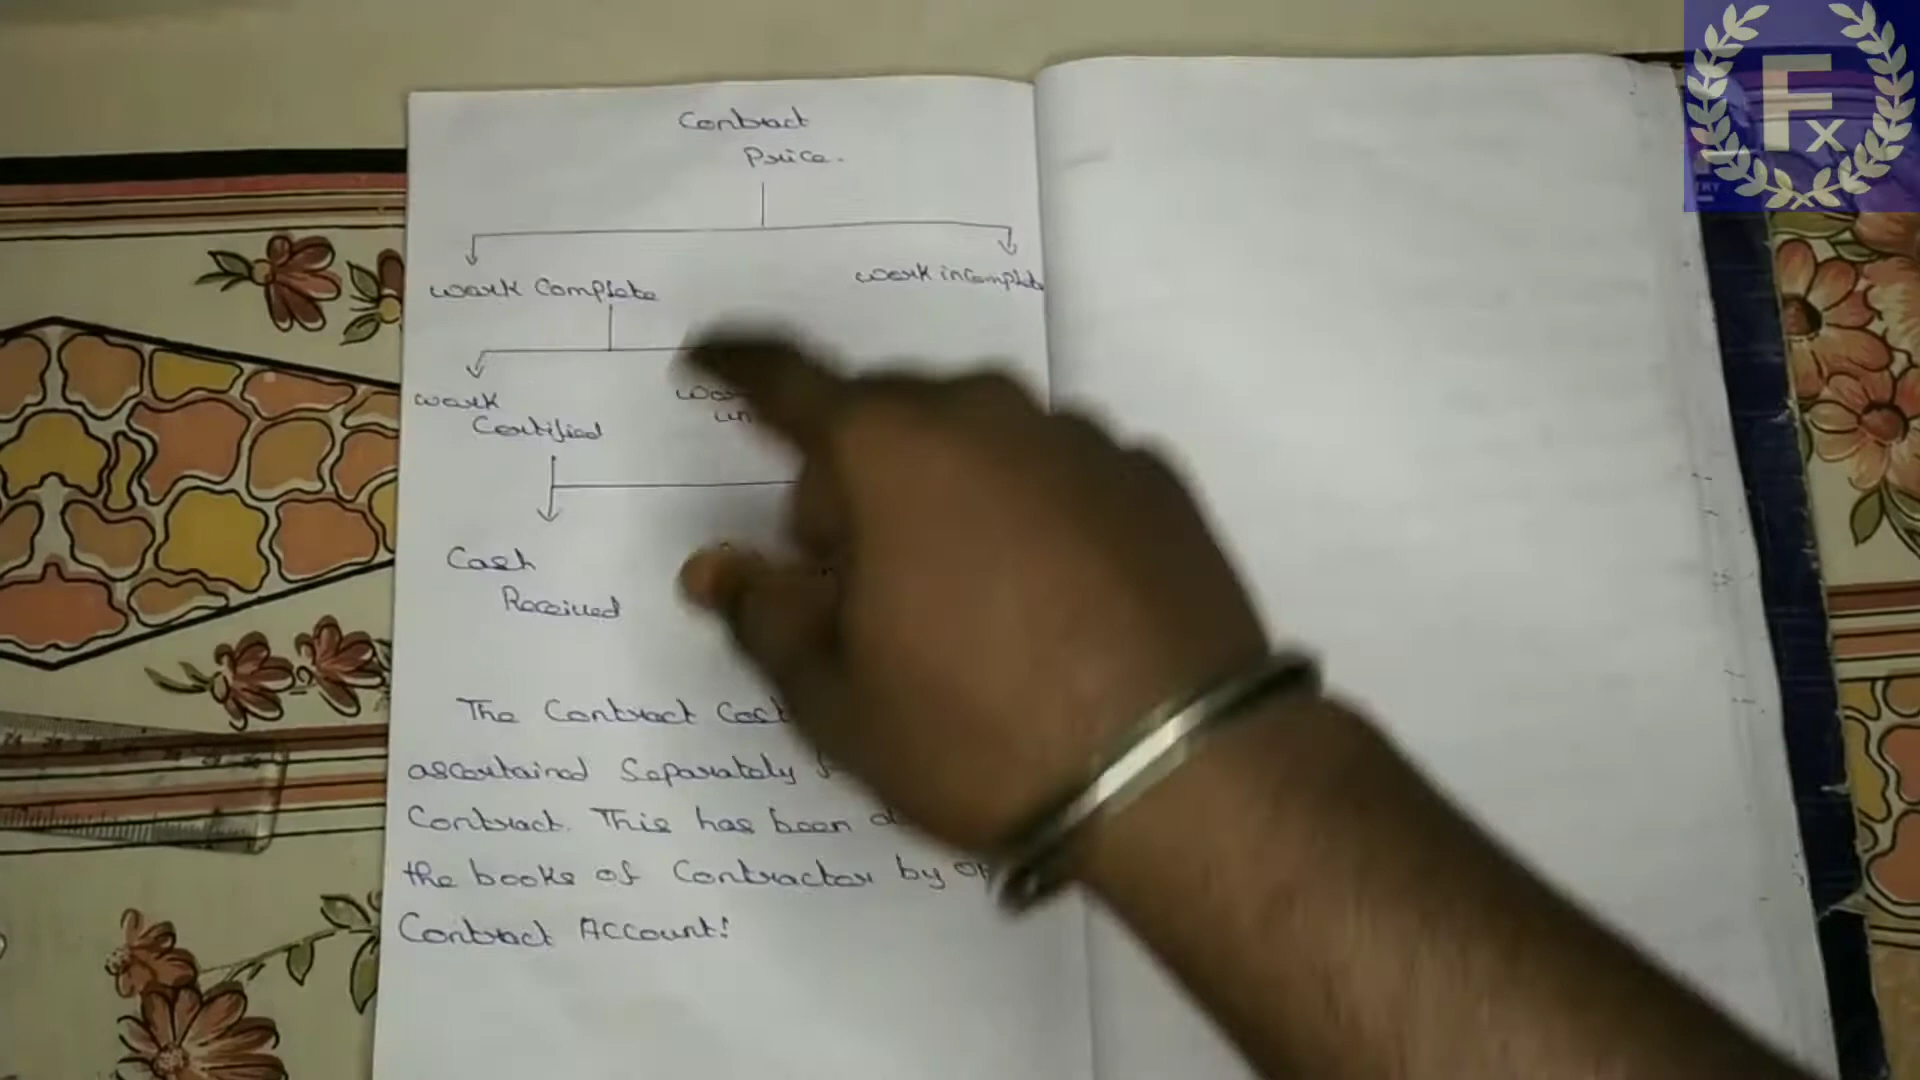 Contract
Price.
work Complete
work incomplete
work
Certified
Cash
Received
The Contract Cost
ascertained Separately
Contract. This has been
the books of Contractor by
Contract Account!
Fx